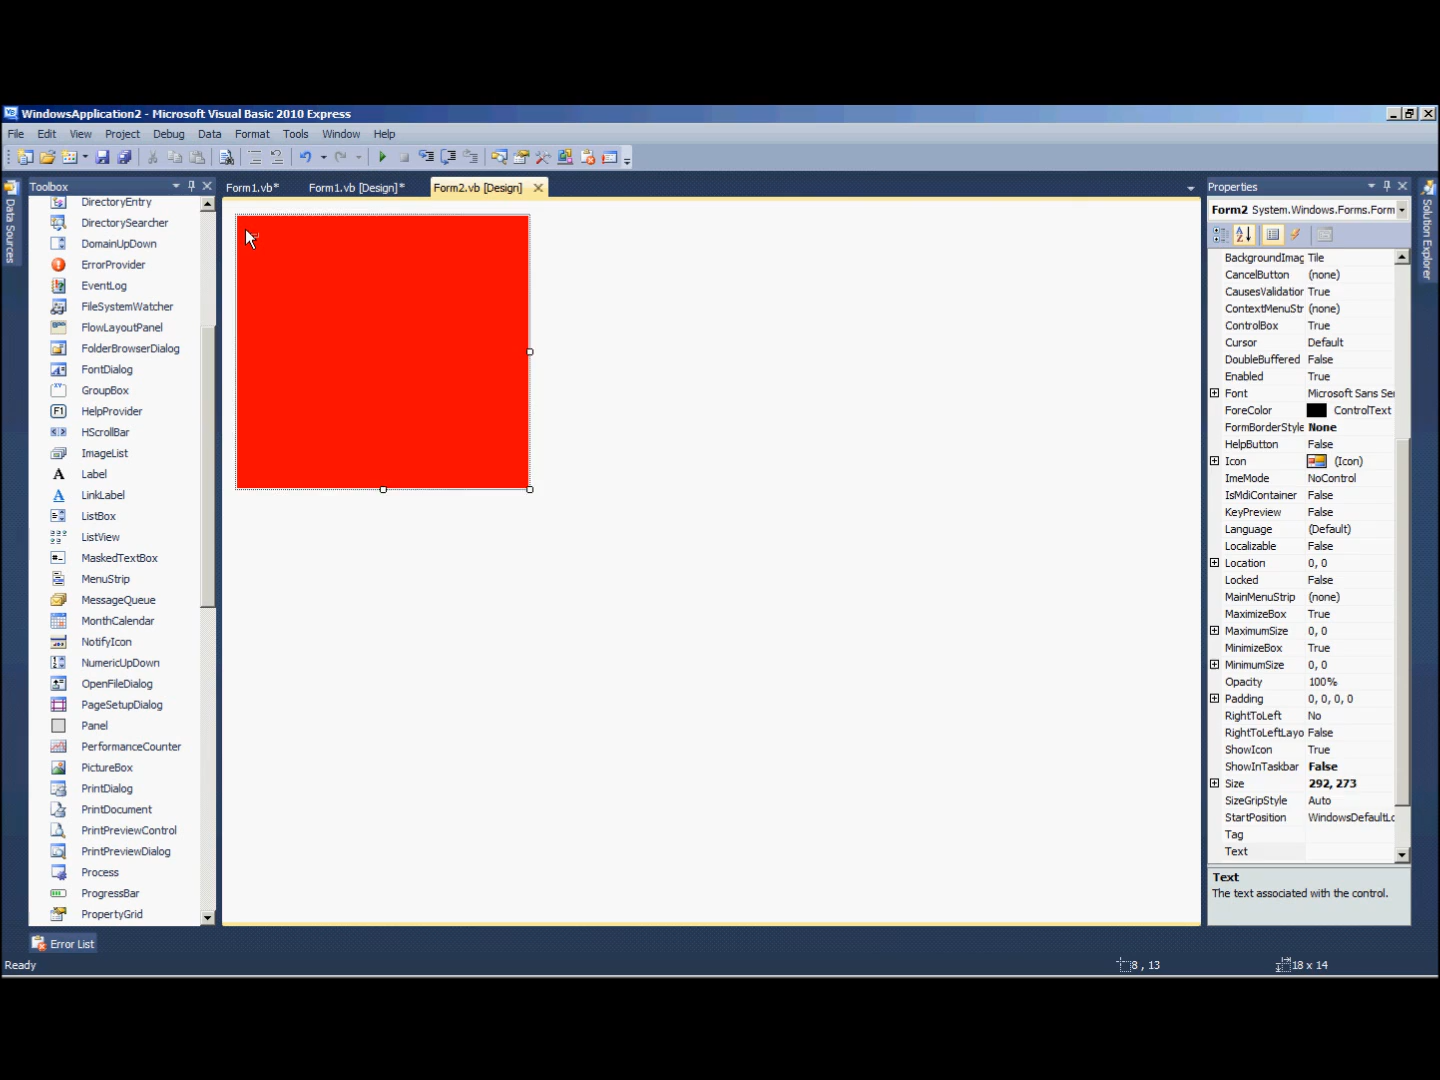 WindowsApplication2 - Microsoft Visual Basic 2010 Express
File Edit View Project Debug Data Format Tools Window Help
Toolbox
Form1.vb* Form1.vb [Design]* Form2.vb [Design]
Properties
Data Sources
Solution Explorer
DirectoryEntry
DirectorySearcher
DomainUpDown
ErrorProvider
EventLog
FileSystemWatcher
FlowLayoutPanel
FolderBrowserDialog
FontDialog
GroupBox
HelpProvider
HScrollBar
ImageList
Label
LinkLabel
ListBox
ListView
MaskedTextBox
MenuStrip
MessageQueue
MonthCalendar
NotifyIcon
NumericUpDown
OpenFileDialog
PageSetupDialog
Panel
PerformanceCounter
PictureBox
PrintDialog
PrintDocument
PrintPreviewControl
PrintPreviewDialog
Process
ProgressBar
PropertyGrid
Form2 System.Windows.Forms.Form
BackgroundImag Tile
CancelButton (none)
CausesValidation True
ContextMenuStr (none)
ControlBox True
Cursor Default
DoubleBuffered False
Enabled True
Font Microsoft Sans Ser
ForeColor ControlText
FormBorderStyle None
HelpButton False
Icon (Icon)
ImeMode NoControl
IsMdiContainer False
KeyPreview False
Language (Default)
Localizable False
Location 0, 0
Locked False
MainMenuStrip (none)
MaximizeBox True
MaximumSize 0, 0
MinimizeBox True
MinimumSize 0, 0
Opacity 100%
Padding 0, 0, 0, 0
RightToLeft No
RightToLeftLayo False
ShowIcon True
ShowInTaskbar False
Size 292, 273
SizeGripStyle Auto
StartPosition WindowsDefaultLo
Tag
Text
Text
The text associated with the control.
Error List
Ready
8 , 13
18 x 14